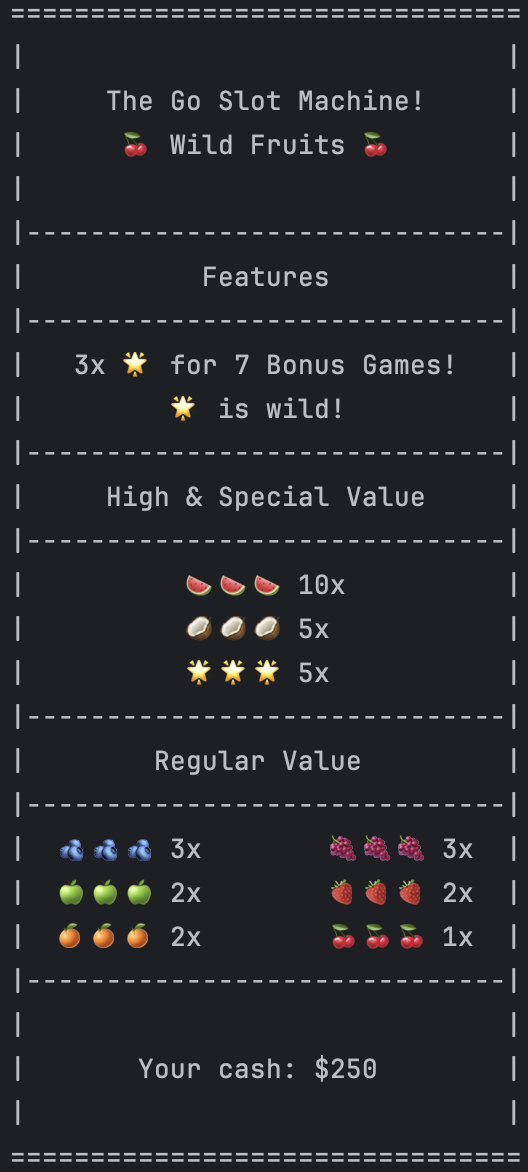 ================================
|                              |
|     The Go Slot Machine!     |
|      🍒 Wild Fruits 🍒       |
|                              |
|------------------------------|
|           Features           |
|------------------------------|
|   3x 🌟 for 7 Bonus Games!   |
|         🌟 is wild!          |
|------------------------------|
|     High & Special Value     |
|------------------------------|
|          🍉🍉🍉 10x          |
|          🥥🥥🥥 5x           |
|          🌟🌟🌟 5x           |
|------------------------------|
|        Regular Value         |
|------------------------------|
|  🫐🫐🫐 3x        🍇🍇🍇 3x  |
|  🍏🍏🍏 2x        🍓🍓🍓 2x  |
|  🍊🍊🍊 2x        🍒🍒🍒 1x  |
|------------------------------|
|                              |
|       Your cash: $250        |
|                              |
================================